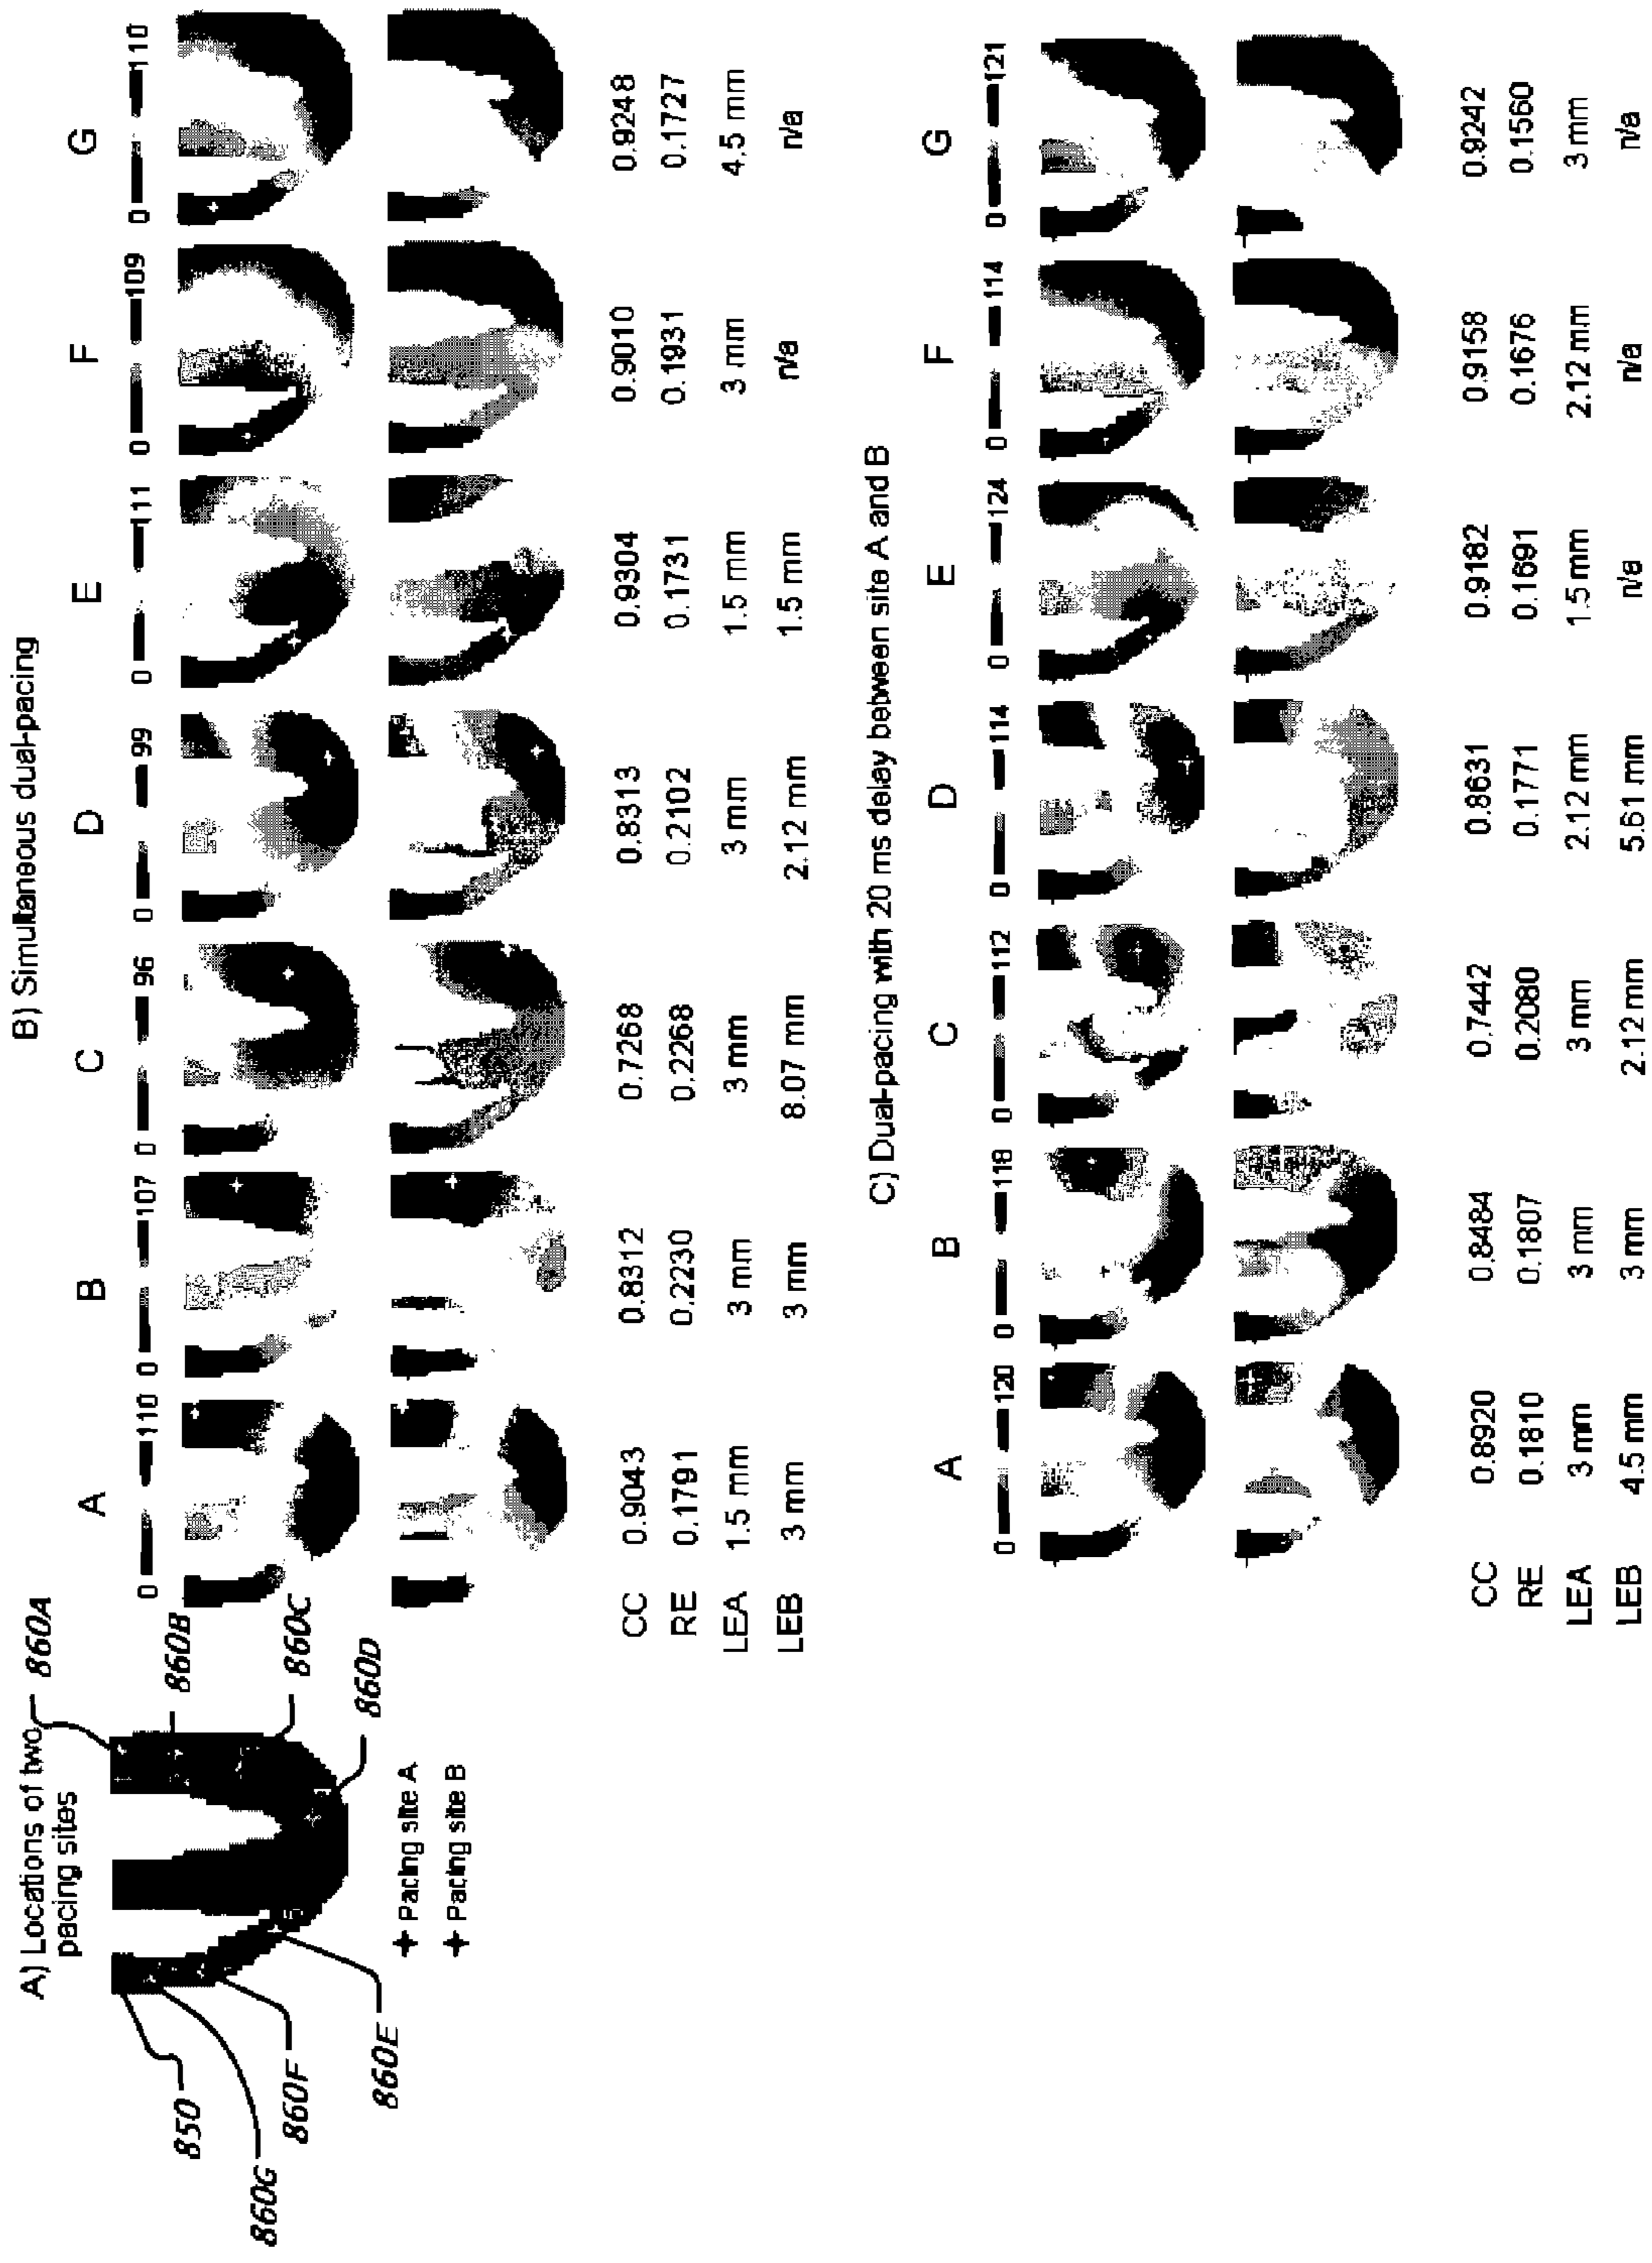 A) Locations of two
pacing sites
850
860G
860F
860E
860A
860B
860C
860D
Pacing site A
Pacing site B
B) Simultaneous dual-pacing
A B C D E F G
0 110 0 107 0 96 0 99 0 111 0 109 0 110
CC 0.9043 0.8312 0.7268 0.8313 0.9304 0.9010 0.9248
RE 0.1791 0.2230 0.2268 0.2102 0.1731 0.1931 0.1727
LEA 1.5 mm 3 mm 3 mm 3 mm 1.5 mm 3 mm 4.5 mm
LEB 3 mm 3 mm 8.07 mm 2.12 mm 1.5 mm n/a n/a
C) Dual-pacing with 20 ms delay between site A and B
A B C D E F G
0 120 0 118 0 112 0 114 0 124 0 114 0 121
CC 0.8920 0.8484 0.7442 0.8631 0.9182 0.9158 0.9242
RE 0.1810 0.1807 0.2080 0.1771 0.1691 0.1676 0.1560
LEA 3 mm 3 mm 3 mm 2.12 mm 1.5 mm 2.12 mm 3 mm
LEB 4.5 mm 3 mm 2.12 mm 5.61 mm n/a n/a n/a